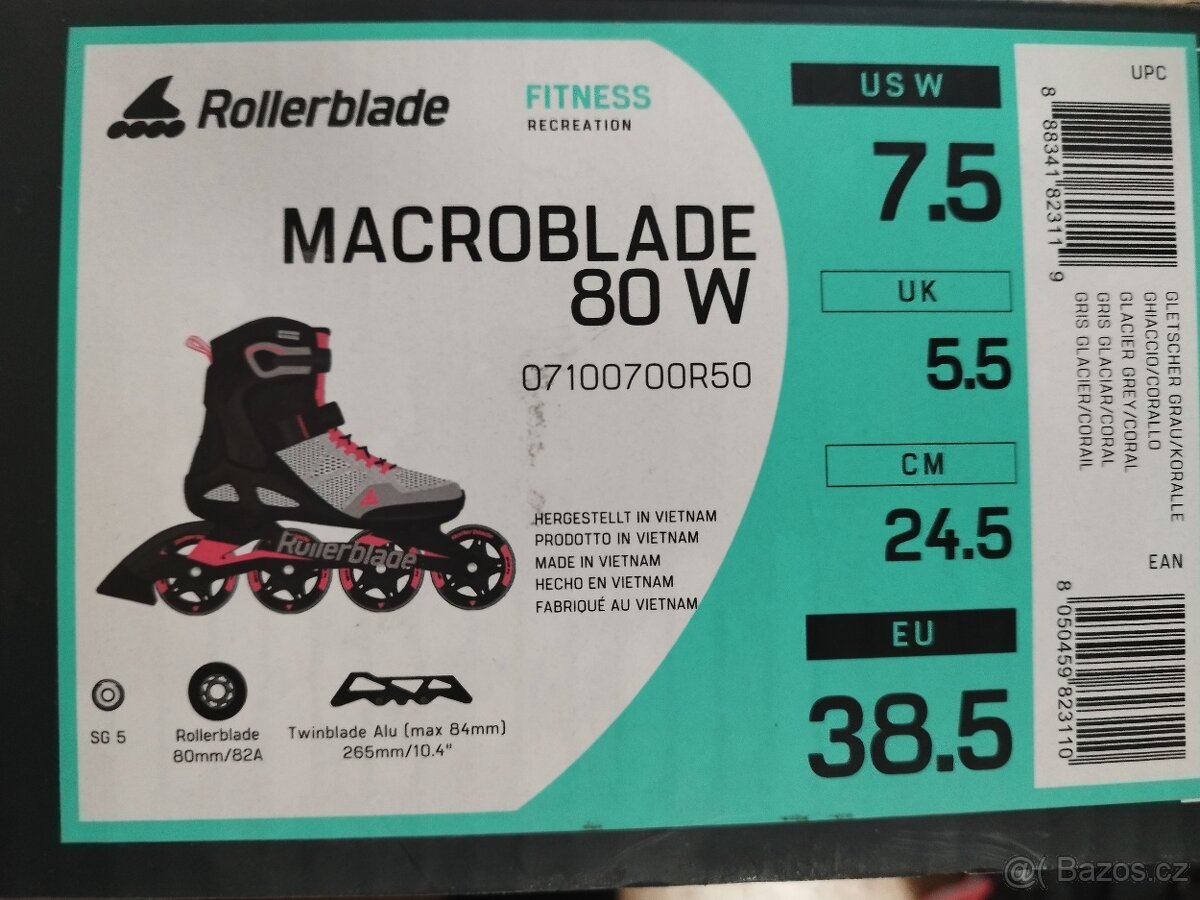 Rollerblade
FITNESS
RECREATION
MACROBLADE
80 W
07100700R50
Rollerblade
HERGESTELLT IN VIETNAM
PRODOTTO IN VIETNAM
MADE IN VIETNAM
HECHO EN VIETNAM
FABRIQUÉ AU VIETNAM
SG 5
Rollerblade
80mm/82A
Twinblade Alu (max 84mm)
265mm/10.4"
US W
7.5
UK
5.5
CM
24.5
EU
38.5
UPC
8 88341 82311 9
GLETSCHER GRAU/KORALLE
GHIACCIO/CORALLO
GLACIER GREY/CORAL
GRIS GLACIAR/CORAL
GRIS GLACIER/CORAIL
EAN
8 050459 823110
@( Bazos.cz